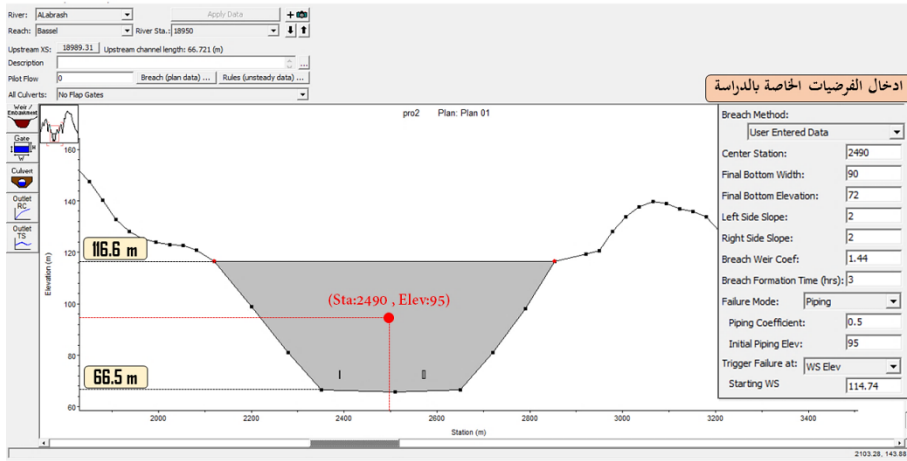 River: ALabrash Apply Data
Reach: Bassel River Sta.: 18950
Upstream XS: 18989.31 Upstream channel length: 66.721 (m)
Description ...
Pilot Flow 0 Breach (plan data) ... Rules (unsteady data) ...
All Culverts: No Flap Gates
Weir / Embankment
Gate
Culvert
Outlet RC
Outlet TS
pro2 Plan: Plan 01
ادخال الفرضيات الخاصة بالدراسة
Breach Method:
User Entered Data
Center Station: 2490
Final Bottom Width: 90
Final Bottom Elevation: 72
Left Side Slope: 2
Right Side Slope: 2
Breach Weir Coef: 1.44
Breach Formation Time (hrs): 3
Failure Mode: Piping
Piping Coefficient: 0.5
Initial Piping Elev: 95
Trigger Failure at: WS Elev
Starting WS 114.74
160
140
120
100
80
60
Elevation (m)
116.6 m
(Sta:2490 , Elev:95)
66.5 m
2000 2200 2400 2600 2800 3000 3200 3400
Station (m)
2103.28, 143.88